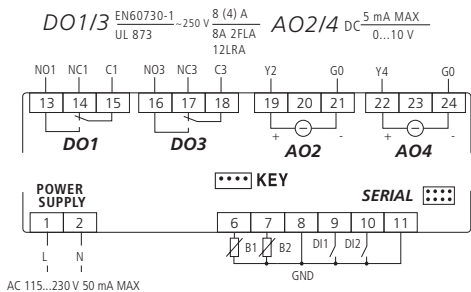 DO1/3 EN60730-1 UL 873 ~250 V 8 (4) A 8A 2FLA 12LRA AO2/4 DC 5 mA MAX 0...10 V
NO1 NC1 C1 NO3 NC3 C3 Y2 G0 Y4 G0
13 14 15 16 17 18 19 20 21 22 23 24
+ - + -
DO1 DO3 AO2 AO4
KEY
POWER SUPPLY
SERIAL
1 2 6 7 8 9 10 11
L N B1 B2 DI1 DI2
GND
AC 115...230 V 50 mA MAX